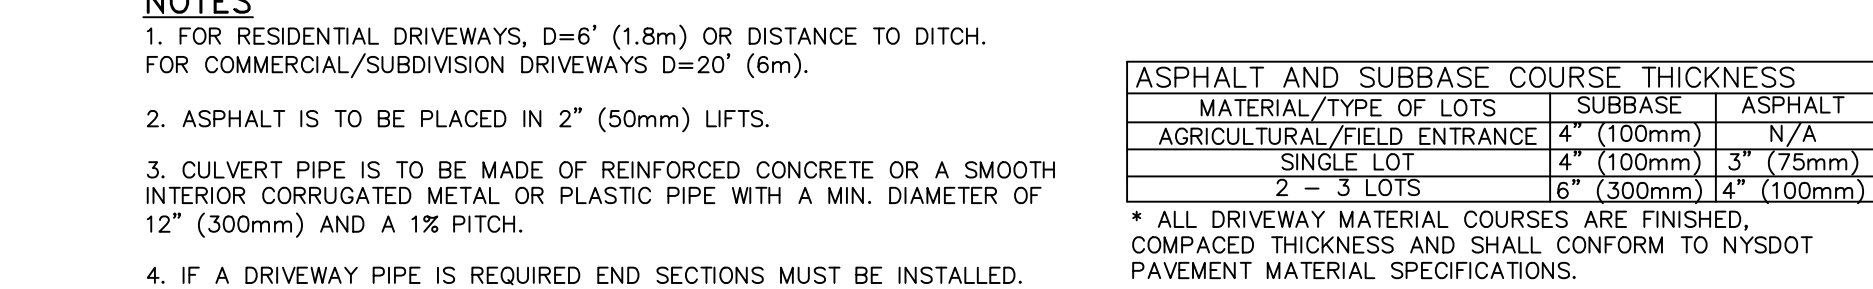 NOTES
1. FOR RESIDENTIAL DRIVEWAYS, D=6' (1.8m) OR DISTANCE TO DITCH.
FOR COMMERCIAL/SUBDIVISION DRIVEWAYS D=20' (6m).
2. ASPHALT IS TO BE PLACED IN 2" (50mm) LIFTS.
3. CULVERT PIPE IS TO BE MADE OF REINFORCED CONCRETE OR A SMOOTH
INTERIOR CORRUGATED METAL OR PLASTIC PIPE WITH A MIN. DIAMETER OF
12" (300mm) AND A 1% PITCH.
4. IF A DRIVEWAY PIPE IS REQUIRED END SECTIONS MUST BE INSTALLED.
ASPHALT AND SUBBASE COURSE THICKNESS
MATERIAL/TYPE OF LOTS SUBBASE ASPHALT
AGRICULTURAL/FIELD ENTRANCE 4" (100mm) N/A
SINGLE LOT 4" (100mm) 3" (75mm)
2 - 3 LOTS 6" (300mm) 4" (100mm)
* ALL DRIVEWAY MATERIAL COURSES ARE FINISHED,
COMPACED THICKNESS AND SHALL CONFORM TO NYSDOT
PAVEMENT MATERIAL SPECIFICATIONS.